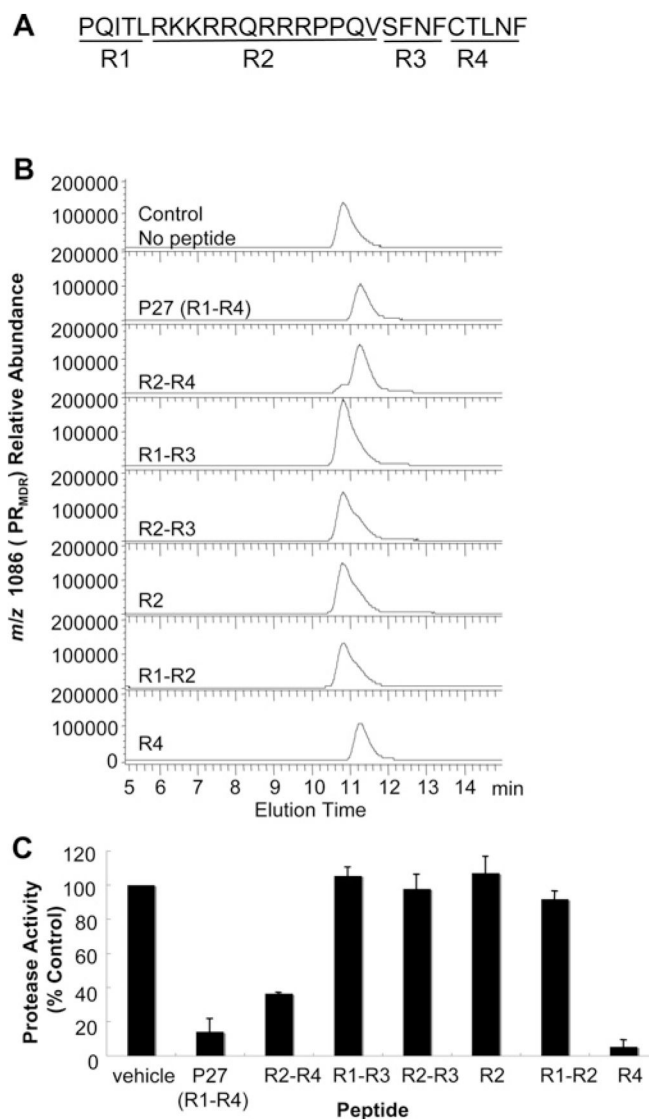 A
PQITLRKKRRQRRRPPQVSFNFCTLNF
R1 R2 R3 R4
B
m/z 1086 ( PRMDR) Relative Abundance
200000
100000
Control
No peptide
200000
100000
P27 (R1-R4)
200000
100000
R2-R4
200000
100000
R1-R3
200000
100000
R2-R3
200000
100000
R2
200000
100000
R1-R2
200000
100000
R4
0
5 6 7 8 9 10 11 12 13 14 min
Elution Time
C
Protease Activity
(% Control)
120
100
80
60
40
20
0
vehicle P27 R2-R4 R1-R3 R2-R3 R2 R1-R2 R4
(R1-R4)
Peptide